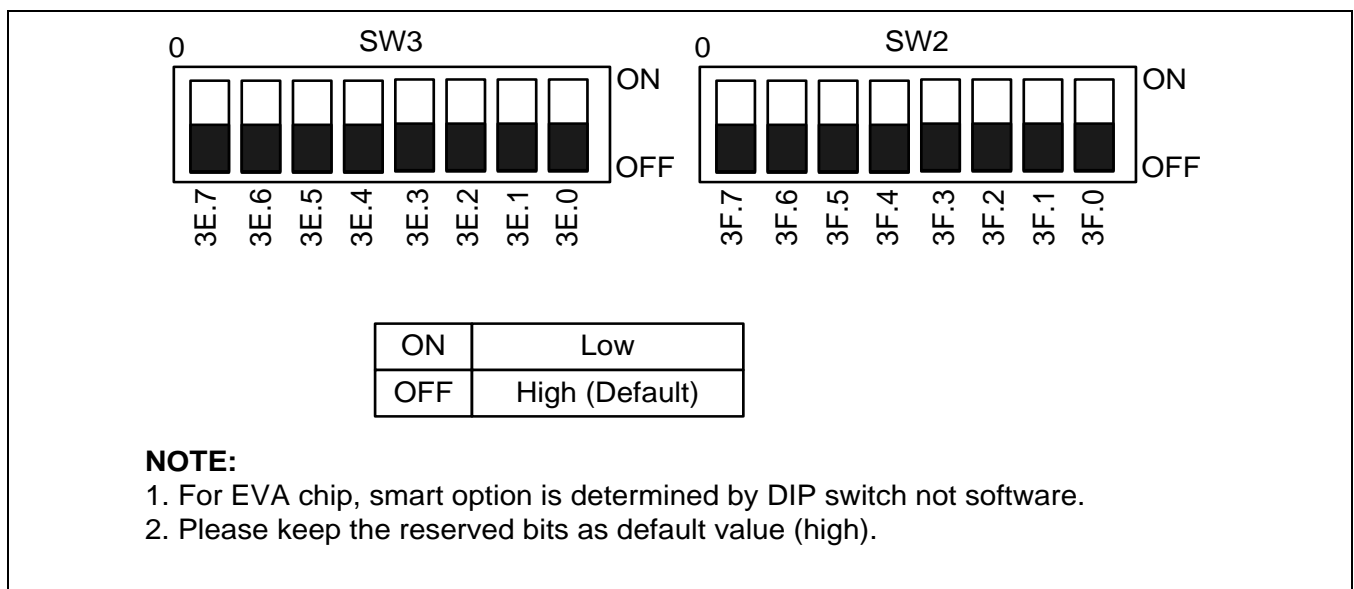 0 SW3 0 SW2
ON ON
OFF OFF
3E.7 3E.6 3E.5 3E.4 3E.3 3E.2 3E.1 3E.0 3F.7 3F.6 3F.5 3F.4 3F.3 3F.2 3F.1 3F.0
ON Low
OFF High (Default)
NOTE:
1. For EVA chip, smart option is determined by DIP switch not software.
2. Please keep the reserved bits as default value (high).